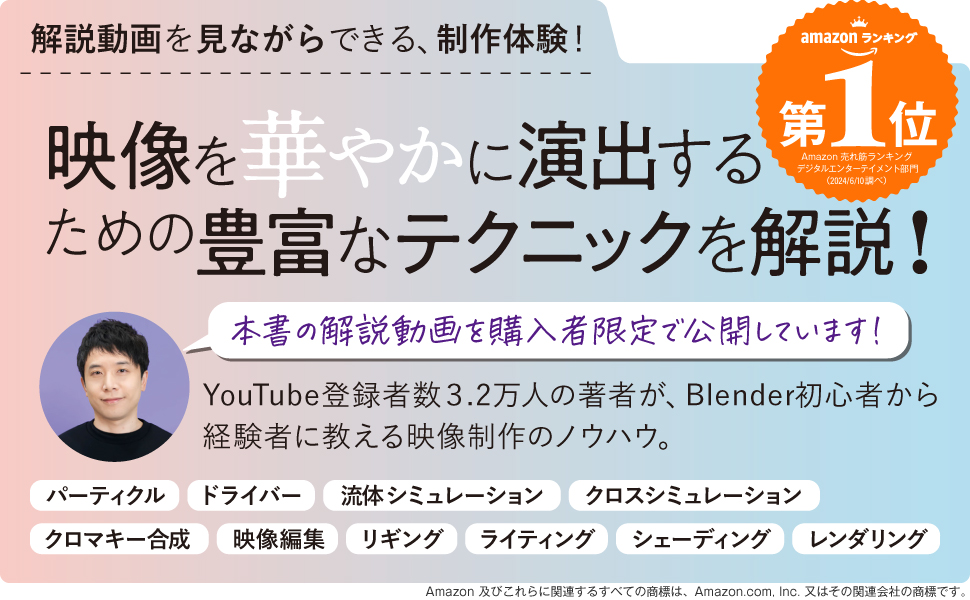 解説動画を見ながらできる、制作体験！
amazon ランキング
第1位
Amazon 売れ筋ランキング
デジタルエンターテイメント部門
（2024/6/10調べ）
映像を華やかに演出する
ための豊富なテクニックを解説！
本書の解説動画を購入者限定で公開しています！
YouTube登録者数3.2万人の著者が、Blender初心者から
経験者に教える映像制作のノウハウ。
パーティクル ドライバー 流体シミュレーション クロスシミュレーション
クロマキー合成 映像編集 リギング ライティング シェーディング レンダリング
Amazon 及びこれらに関連するすべての商標は、Amazon.com, Inc. 又はその関連会社の商標です。